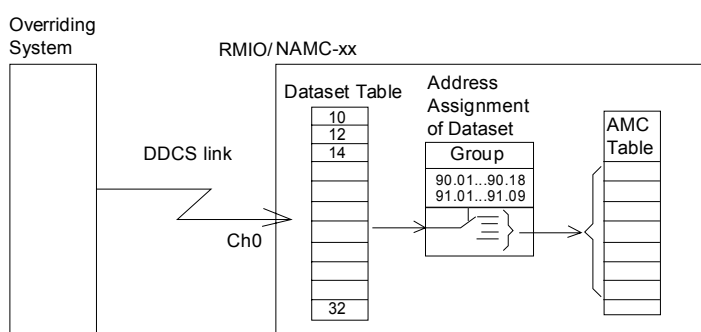 Overriding
System
RMIO/ NAMC-xx
Dataset Table
10
12
14
32
Address
Assignment
of Dataset
Group
90.01...90.18
91.01...91.09
AMC
Table
DDCS link
Ch0